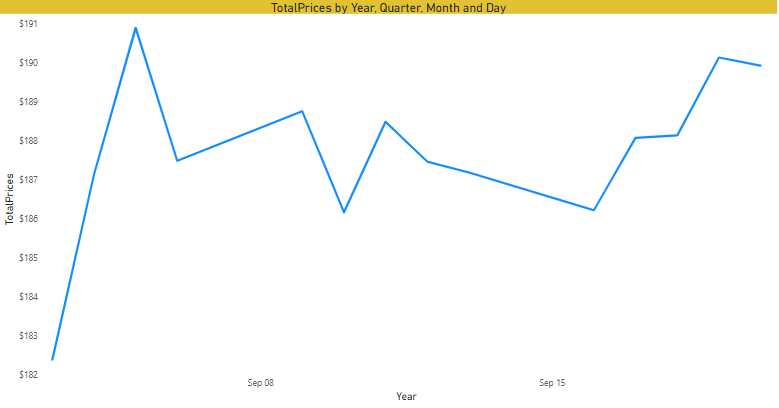 TotalPrices by Year, Quarter, Month and Day
$191
$190
$189
$188
$187
$186
$185
$184
$183
$182
TotalPrices
Sep 08
Sep 15
Year